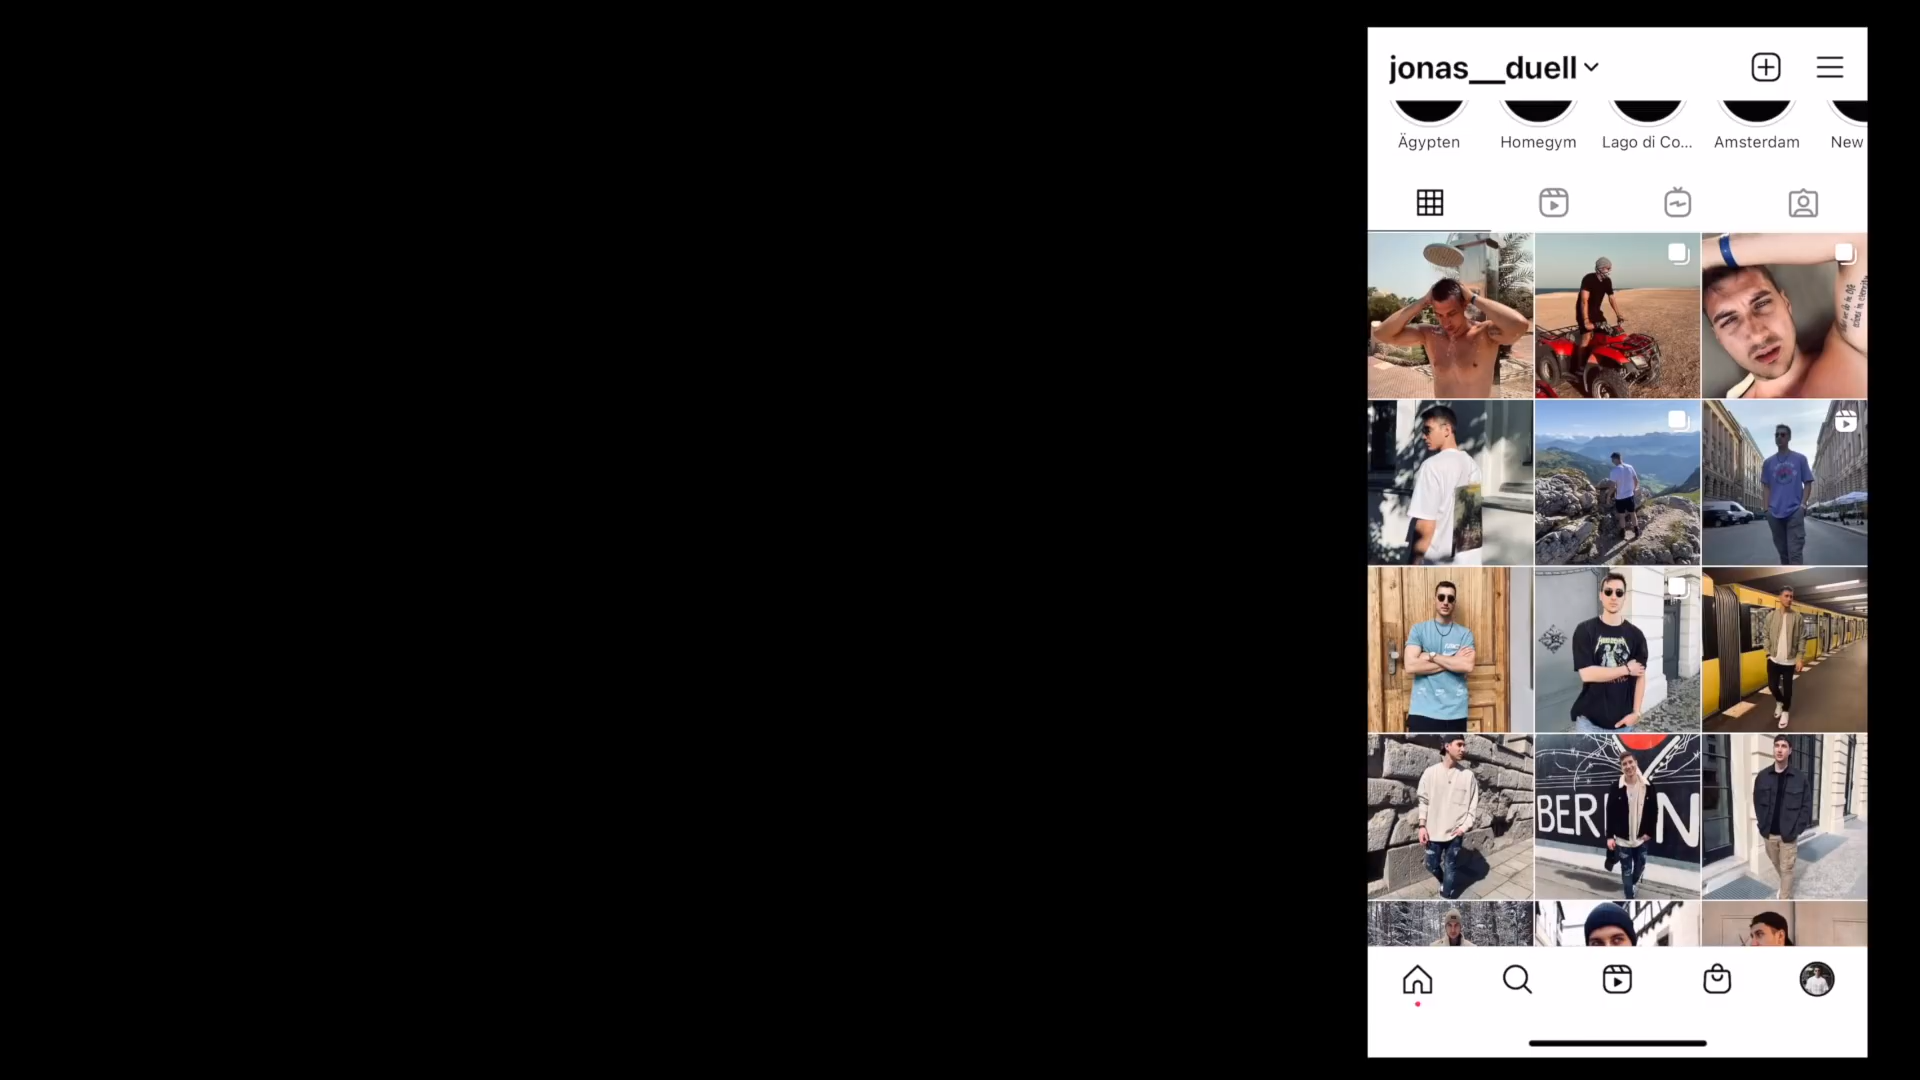 jonas__duell
Ägypten
Homegym
Lago di Co...
Amsterdam
New
BER N